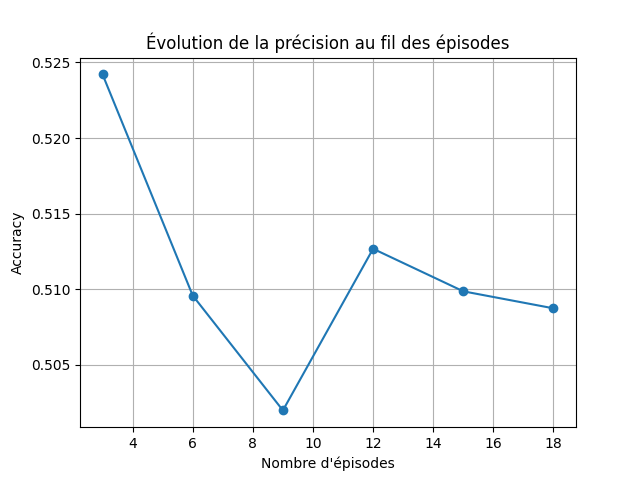 Évolution de la précision au fil des épisodes
0.525
0.520
0.515
0.510
0.505
Accuracy
4 6 8 10 12 14 16 18
Nombre d'épisodes